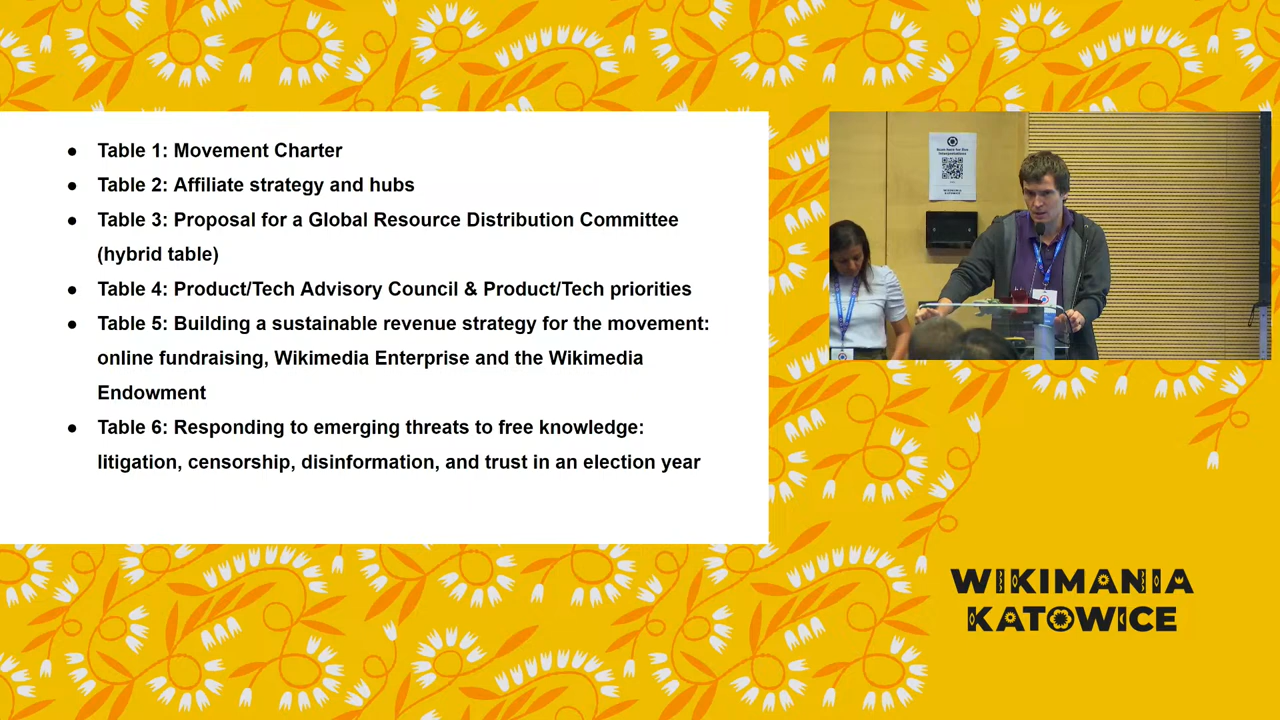 ● Table 1: Movement Charter
● Table 2: Affiliate strategy and hubs
● Table 3: Proposal for a Global Resource Distribution Committee
(hybrid table)
● Table 4: Product/Tech Advisory Council & Product/Tech priorities
● Table 5: Building a sustainable revenue strategy for the movement:
online fundraising, Wikimedia Enterprise and the Wikimedia
Endowment
● Table 6: Responding to emerging threats to free knowledge:
litigation, censorship, disinformation, and trust in an election year
WIKIMANIA
KATOWICE